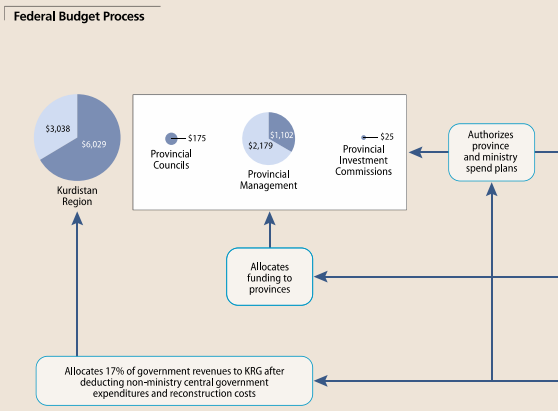 Federal Budget Process
$3,038
$6,029
Kurdistan
Region
$175
Provincial
Councils
$1,102
$2,179
Provincial
Management
$25
Provincial
Investment
Commissions
Authorizes
province
and ministry
spend plans
Allocates
funding to
provinces
Allocates 17% of government revenues to KRG after
deducting non-ministry central government
expenditures and reconstruction costs